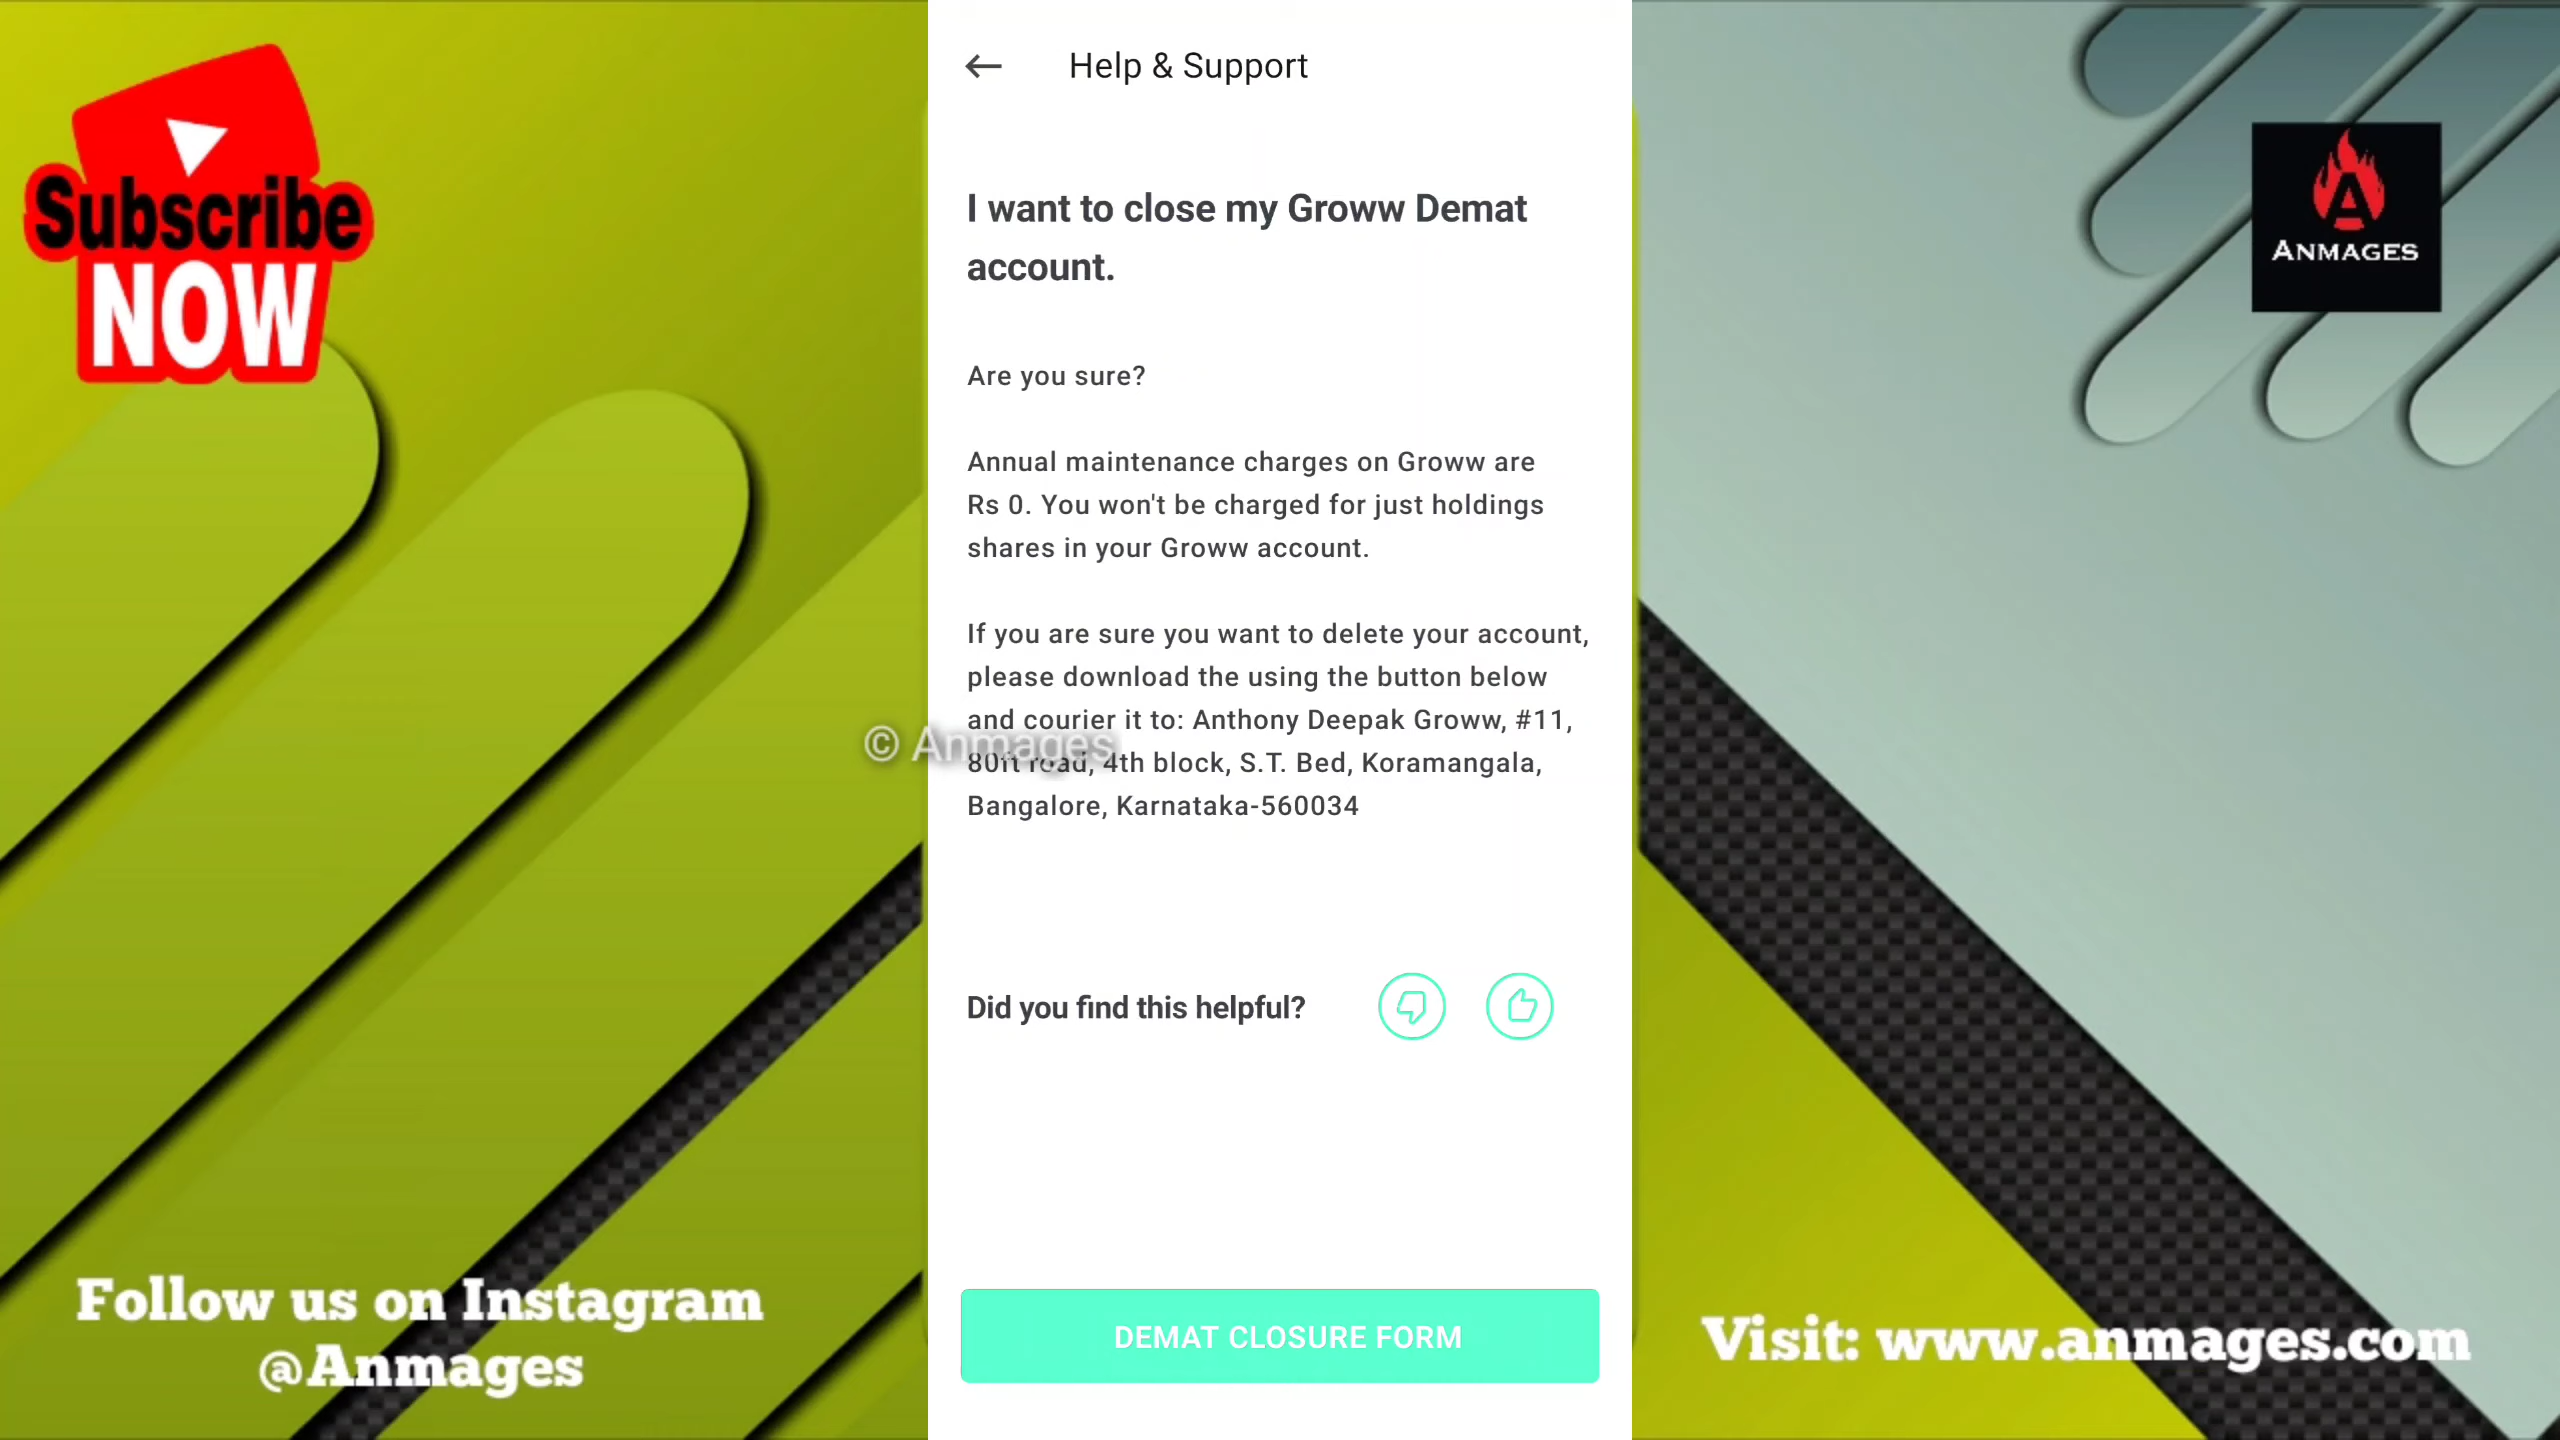 Subscribe
NOW
Help & Support
ANMAGES
I want to close my Groww Demat
account.
Are you sure?
Annual maintenance charges on Groww are
Rs 0. You won't be charged for just holdings
shares in your Groww account.
If you are sure you want to delete your account,
please download the using the button below
and courier it to: Anthony Deepak Groww, #11,
© Anmages
80ft road, 4th block, S.T. Bed, Koramangala,
Bangalore, Karnataka-560034
Did you find this helpful?
DEMAT CLOSURE FORM
Follow us on Instagram
@Anmages
Visit: www.anmages.com